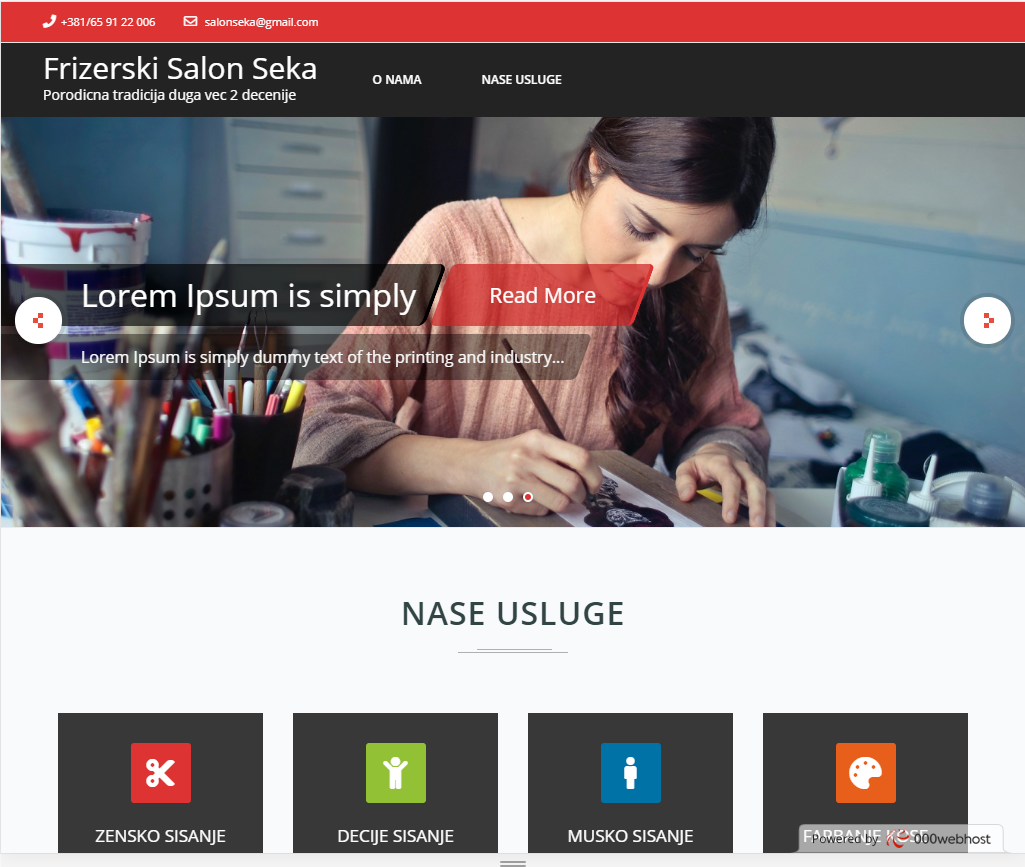 +381/65 91 22 006 salonseka@gmail.com
Frizerski Salon Seka
Porodicna tradicija duga vec 2 decenije
O NAMA NASE USLUGE
Lorem Ipsum is simply
Read More
Lorem Ipsum is simply dummy text of the printing and industry...
NASE USLUGE
ZENSKO SISANJE
DECIJE SISANJE
MUSKO SISANJE
FARBANJE KOSE
Powered by 000webhost